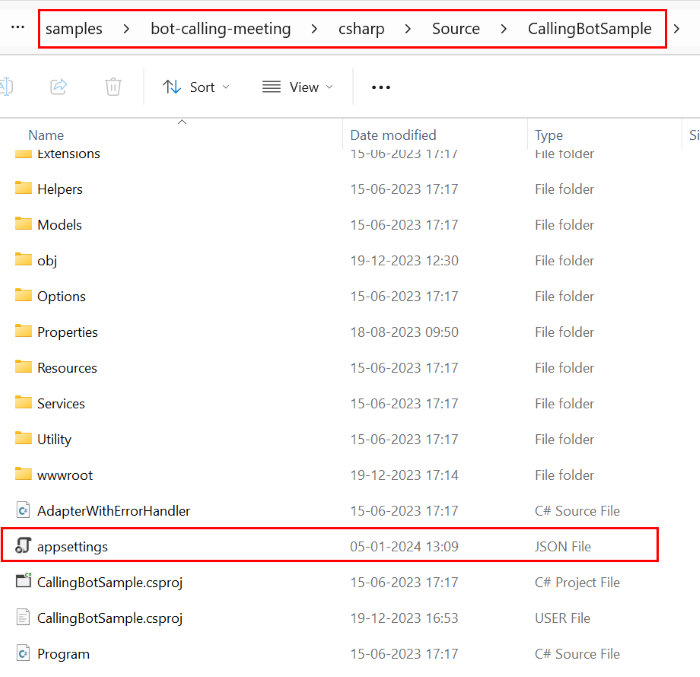 ··· samples > bot-calling-meeting > csharp > Source > CallingBotSample >
Sort View ···
Name Date modified Type Si
Extensions 15-06-2023 17:17 File folder
Helpers 15-06-2023 17:17 File folder
Models 15-06-2023 17:17 File folder
obj 19-12-2023 12:30 File folder
Options 15-06-2023 17:17 File folder
Properties 18-08-2023 09:50 File folder
Resources 15-06-2023 17:17 File folder
Services 15-06-2023 17:17 File folder
Utility 15-06-2023 17:17 File folder
wwwroot 19-12-2023 17:14 File folder
AdapterWithErrorHandler 15-06-2023 17:17 C# Source File
appsettings 05-01-2024 13:09 JSON File
CallingBotSample.csproj 15-06-2023 17:17 C# Project File
CallingBotSample.csproj 19-12-2023 16:53 USER File
Program 15-06-2023 17:17 C# Source File